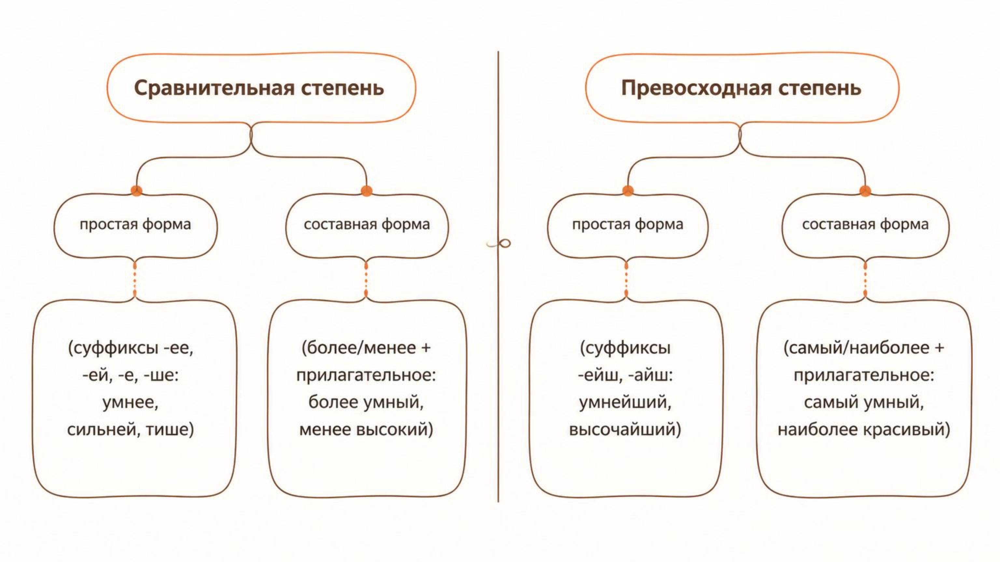 Сравнительная степень
простая форма
(суффиксы -ее,
-ей, -е, -ше:
умнее,
сильней, тише)
составная форма
(более/менее +
прилагательное:
более умный,
менее высокий)
Превосходная степень
простая форма
(суффиксы
-ейш, -айш:
умнейший,
высочайший)
составная форма
(самый/наиболее +
прилагательное:
самый умный,
наиболее красивый)